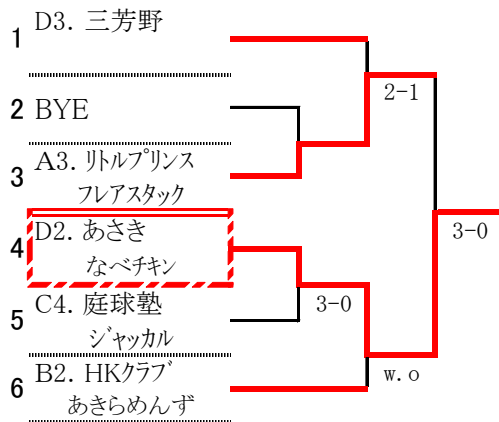 1 D3. 三芳野
2 BYE
2-1
3 A3. リトルプリンス
フレアスタック
4 D2. あさき
なべチキン
3-0
5 C4. 庭球塾
ジャッカル
3-0
6 B2. HKクラブ
あきらめんず
w.o